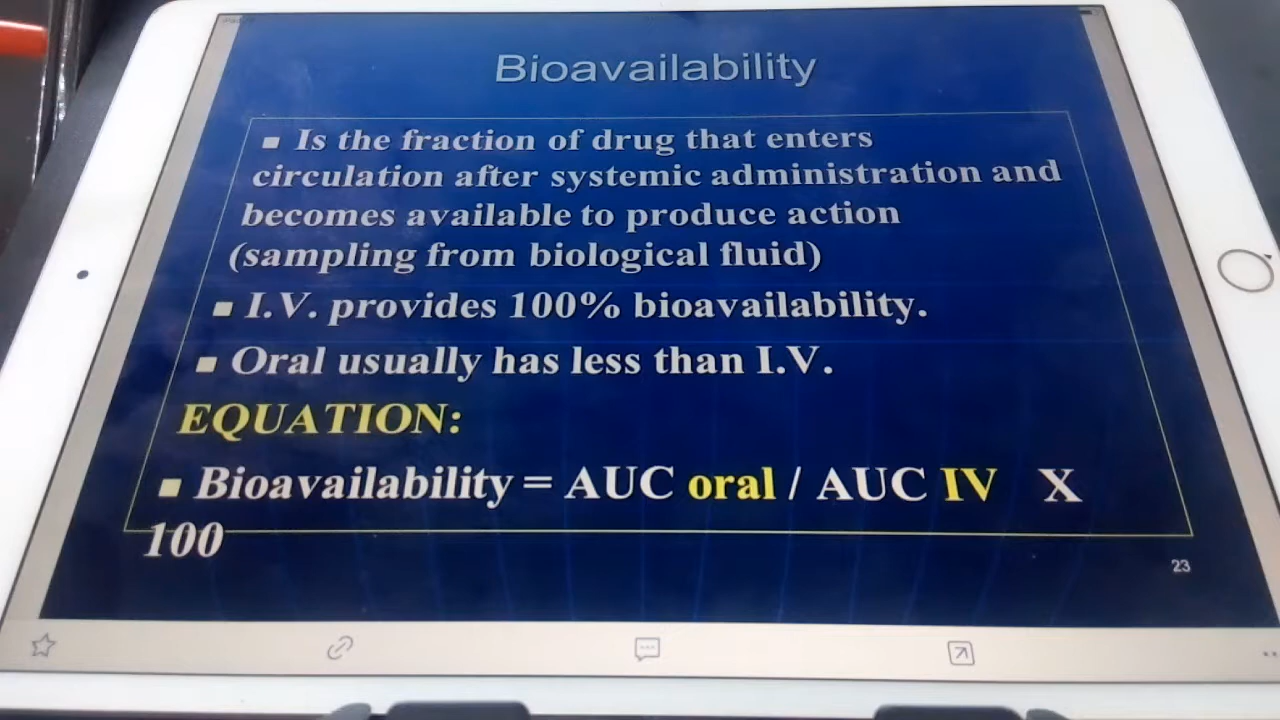 Bioavailability
▪ Is the fraction of drug that enters
circulation after systemic administration and
becomes available to produce action
(sampling from biological fluid)
▪ I.V. provides 100% bioavailability.
▪ Oral usually has less than I.V.
EQUATION:
▪ Bioavailability = AUC oral / AUC IV X
100
23